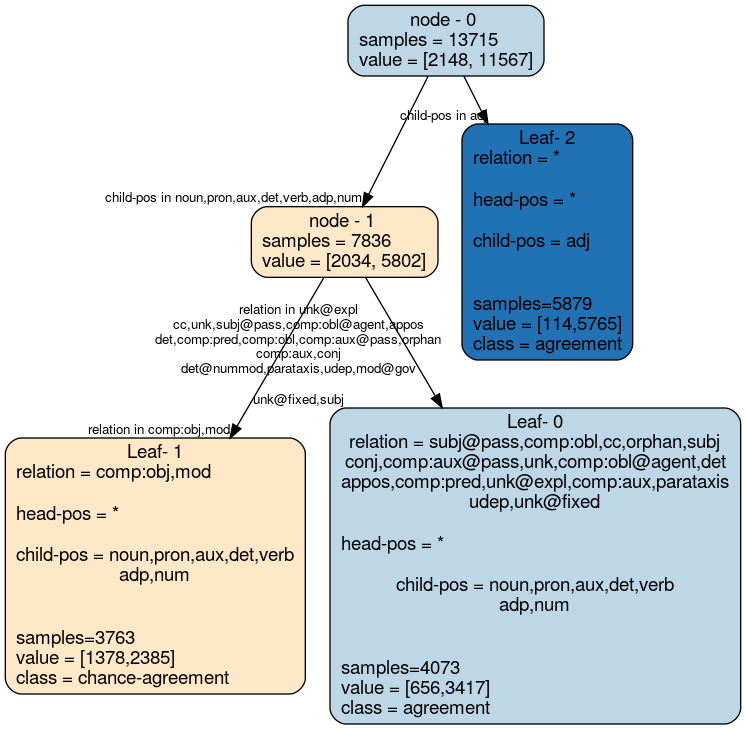 node - 0
samples = 13715
value = [2148, 11567]
child-pos in adj
Leaf- 2
relation = *
head-pos = *
child-pos = adj
samples=5879
value = [114,5765]
class = agreement
child-pos in noun,pron,aux,det,verb,adp,num
node - 1
samples = 7836
value = [2034, 5802]
relation in unk@expl
cc,unk,subj@pass,comp:obl@agent,appos
det,comp:pred,comp:obl,comp:aux@pass,orphan
comp:aux,conj
det@nummod,parataxis,udep,mod@gov
unk@fixed,subj
relation in comp:obj,mod
Leaf- 1
relation = comp:obj,mod
head-pos = *
child-pos = noun,pron,aux,det,verb
adp,num
samples=3763
value = [1378,2385]
class = chance-agreement
Leaf- 0
relation = subj@pass,comp:obl,cc,orphan,subj
conj,comp:aux@pass,unk,comp:obl@agent,det
appos,comp:pred,unk@expl,comp:aux,parataxis
udep,unk@fixed
head-pos = *
child-pos = noun,pron,aux,det,verb
adp,num
samples=4073
value = [656,3417]
class = agreement